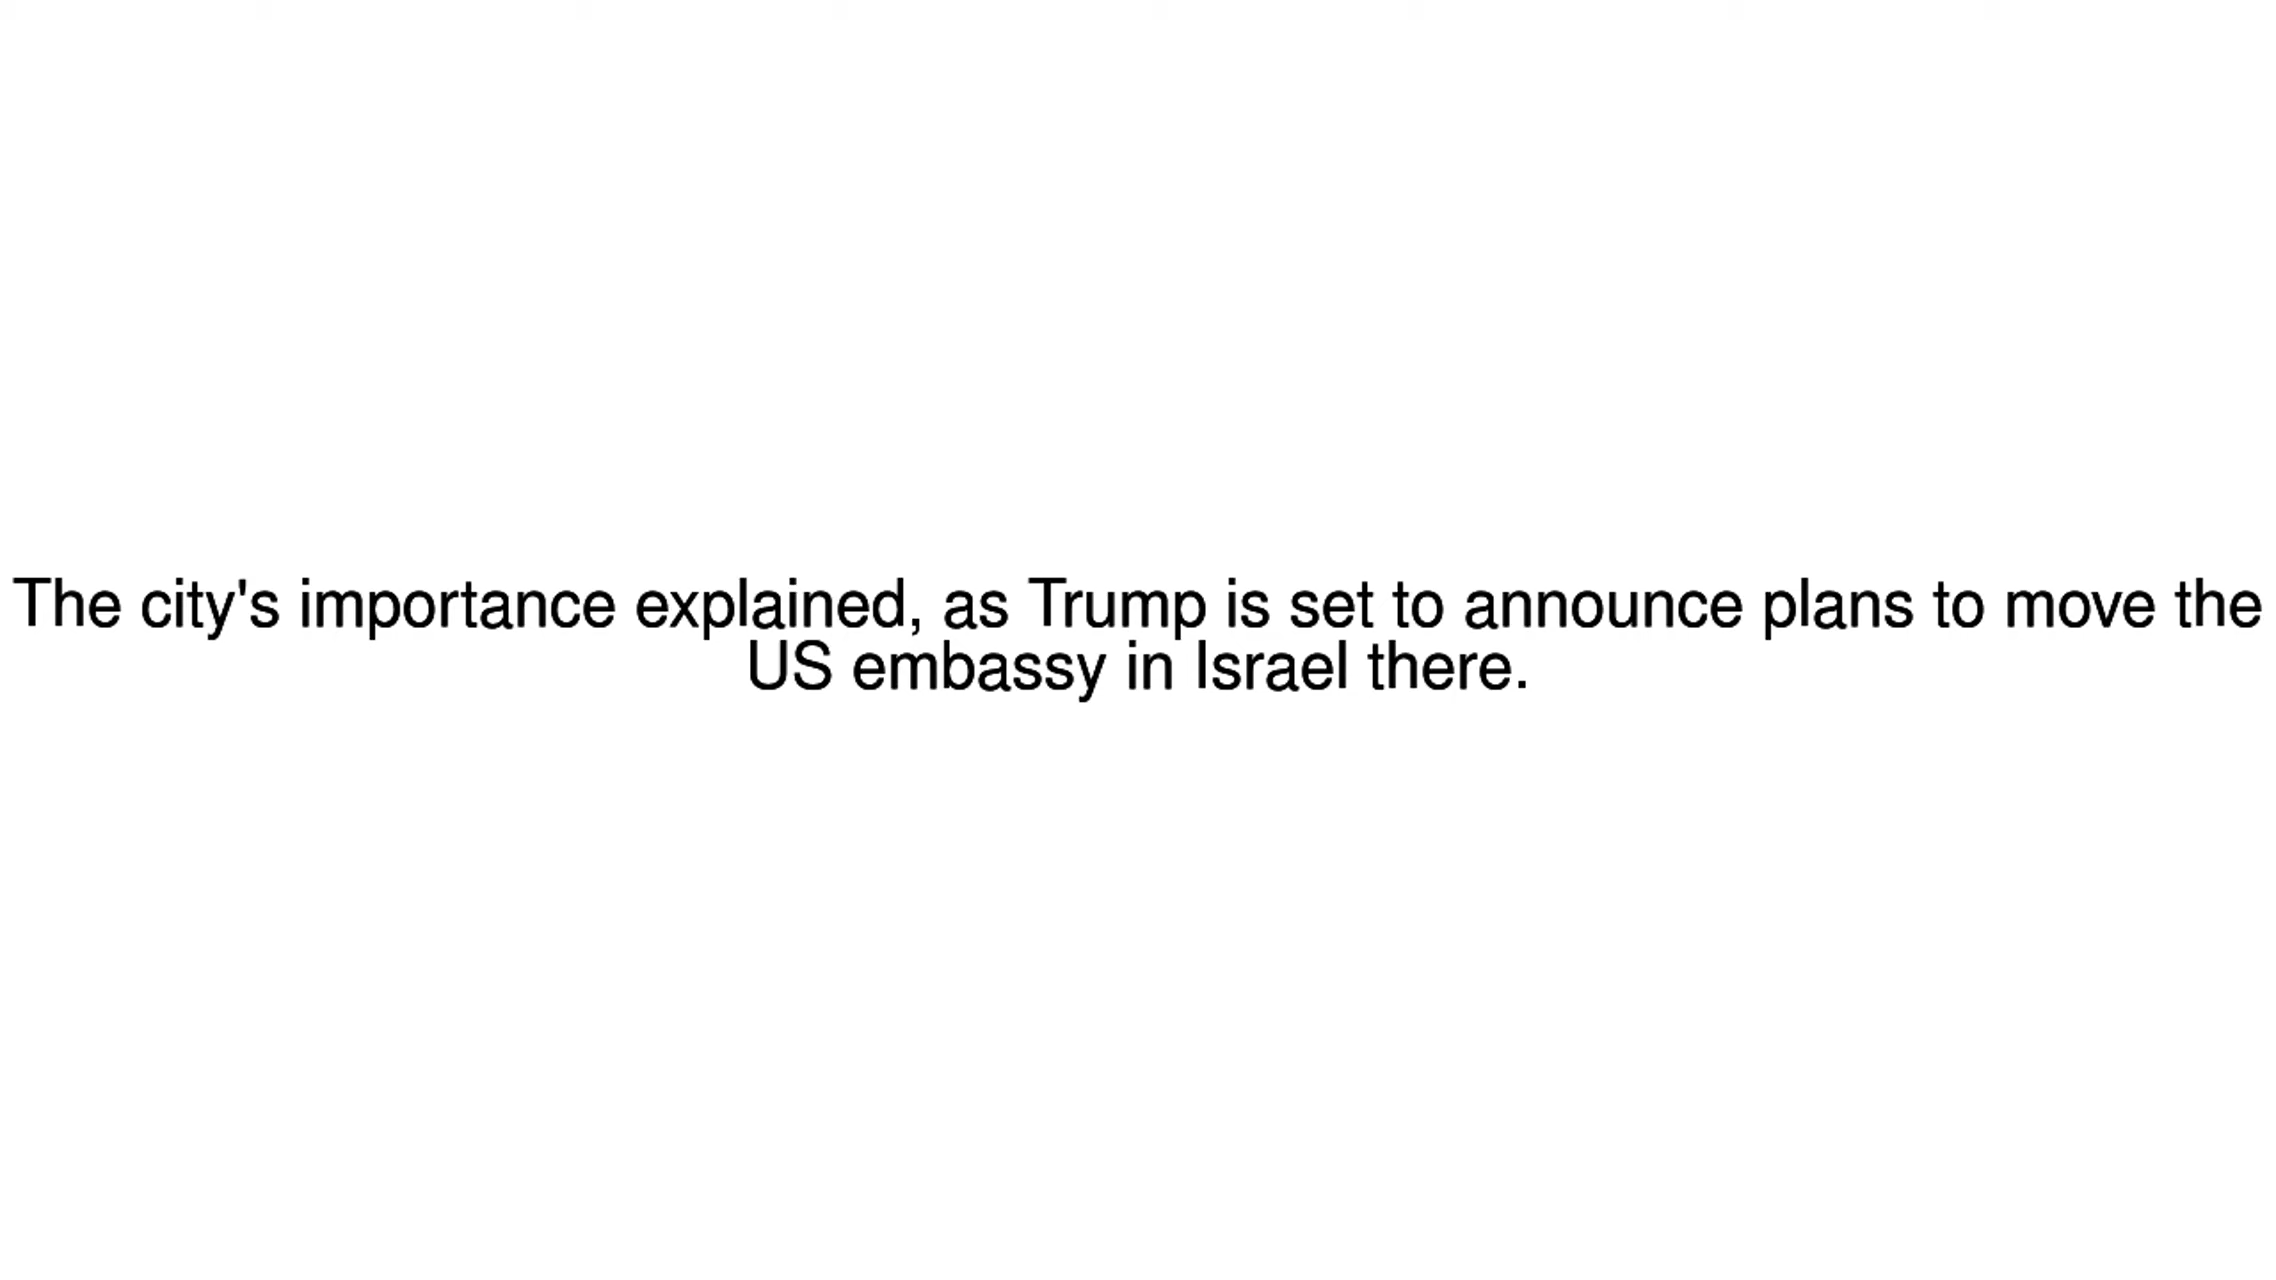 The city's importance explained, as Trump is set to announce plans to move the
US embassy in Israel there.